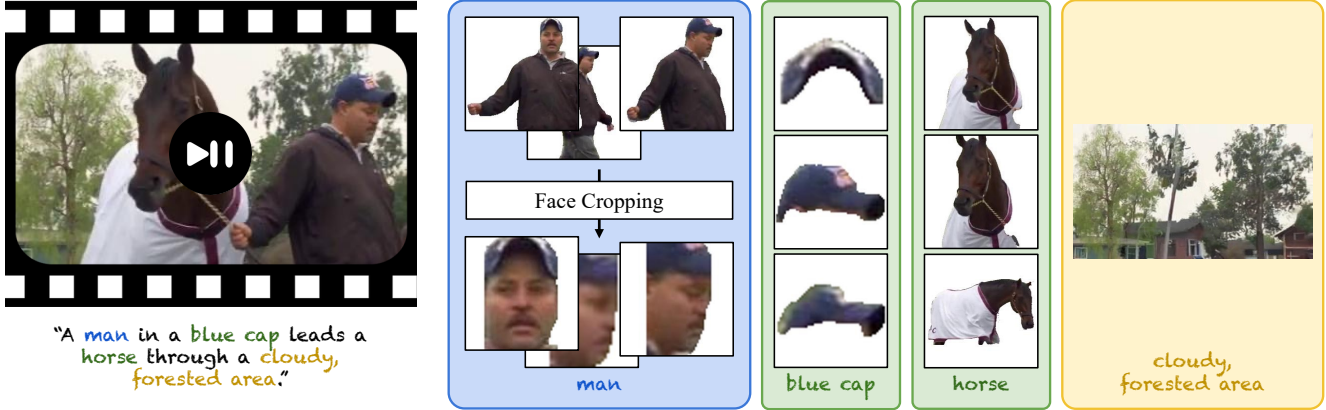 "A man in a blue cap leads a
horse through a cloudy,
forested area."
Face Cropping
man
blue cap
horse
cloudy,
forested area